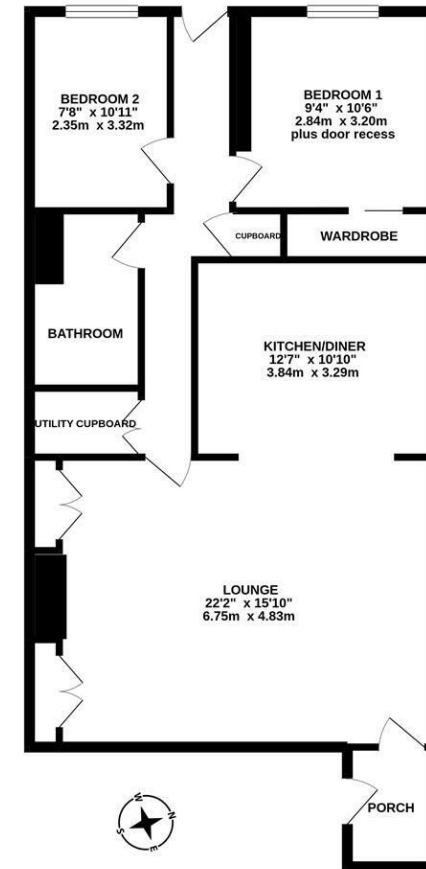 BEDROOM 2
7'8" x 10'11"
2.35m x 3.32m
BEDROOM 1
9'4" x 10'6"
2.84m x 3.20m
plus door recess
CUPBOARD
WARDROBE
BATHROOM
KITCHEN/DINER
12'7" x 10'10"
3.84m x 3.29m
UTILITY CUPBOARD
LOUNGE
22'2" x 15'10"
6.75m x 4.83m
PORCH
W
N
S
E